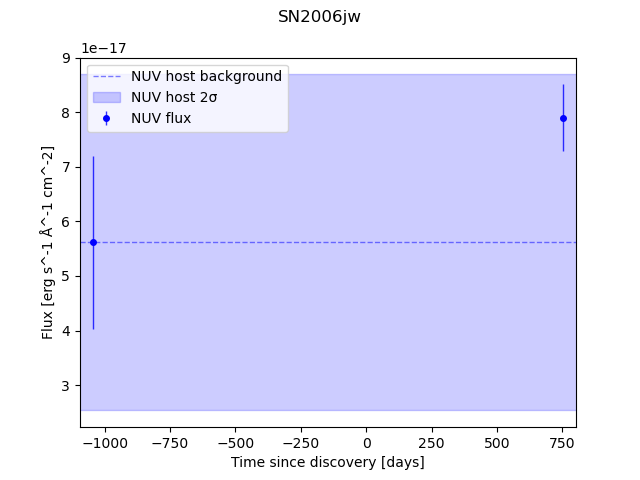 SN2006jw
1e−17
NUV host background
NUV host 2σ
NUV flux
9
8
7
6
5
4
3
Flux [erg s^-1 Å^-1 cm^-2]
−1000 −750 −500 −250 0 250 500 750
Time since discovery [days]